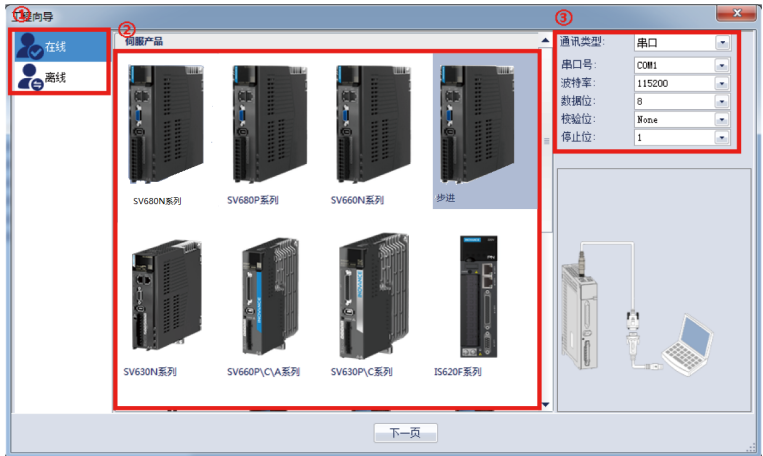 ①
工程向导
在线
离线
②
伺服产品
SV680N系列
SV680P系列
SV660N系列
步进
SV630N系列
SV660P\C\A系列
SV630P\C系列
IS620F系列
③
通讯类型: 串口
串口号: COM1
波特率: 115200
数据位: 8
校验位: None
停止位: 1
下一页